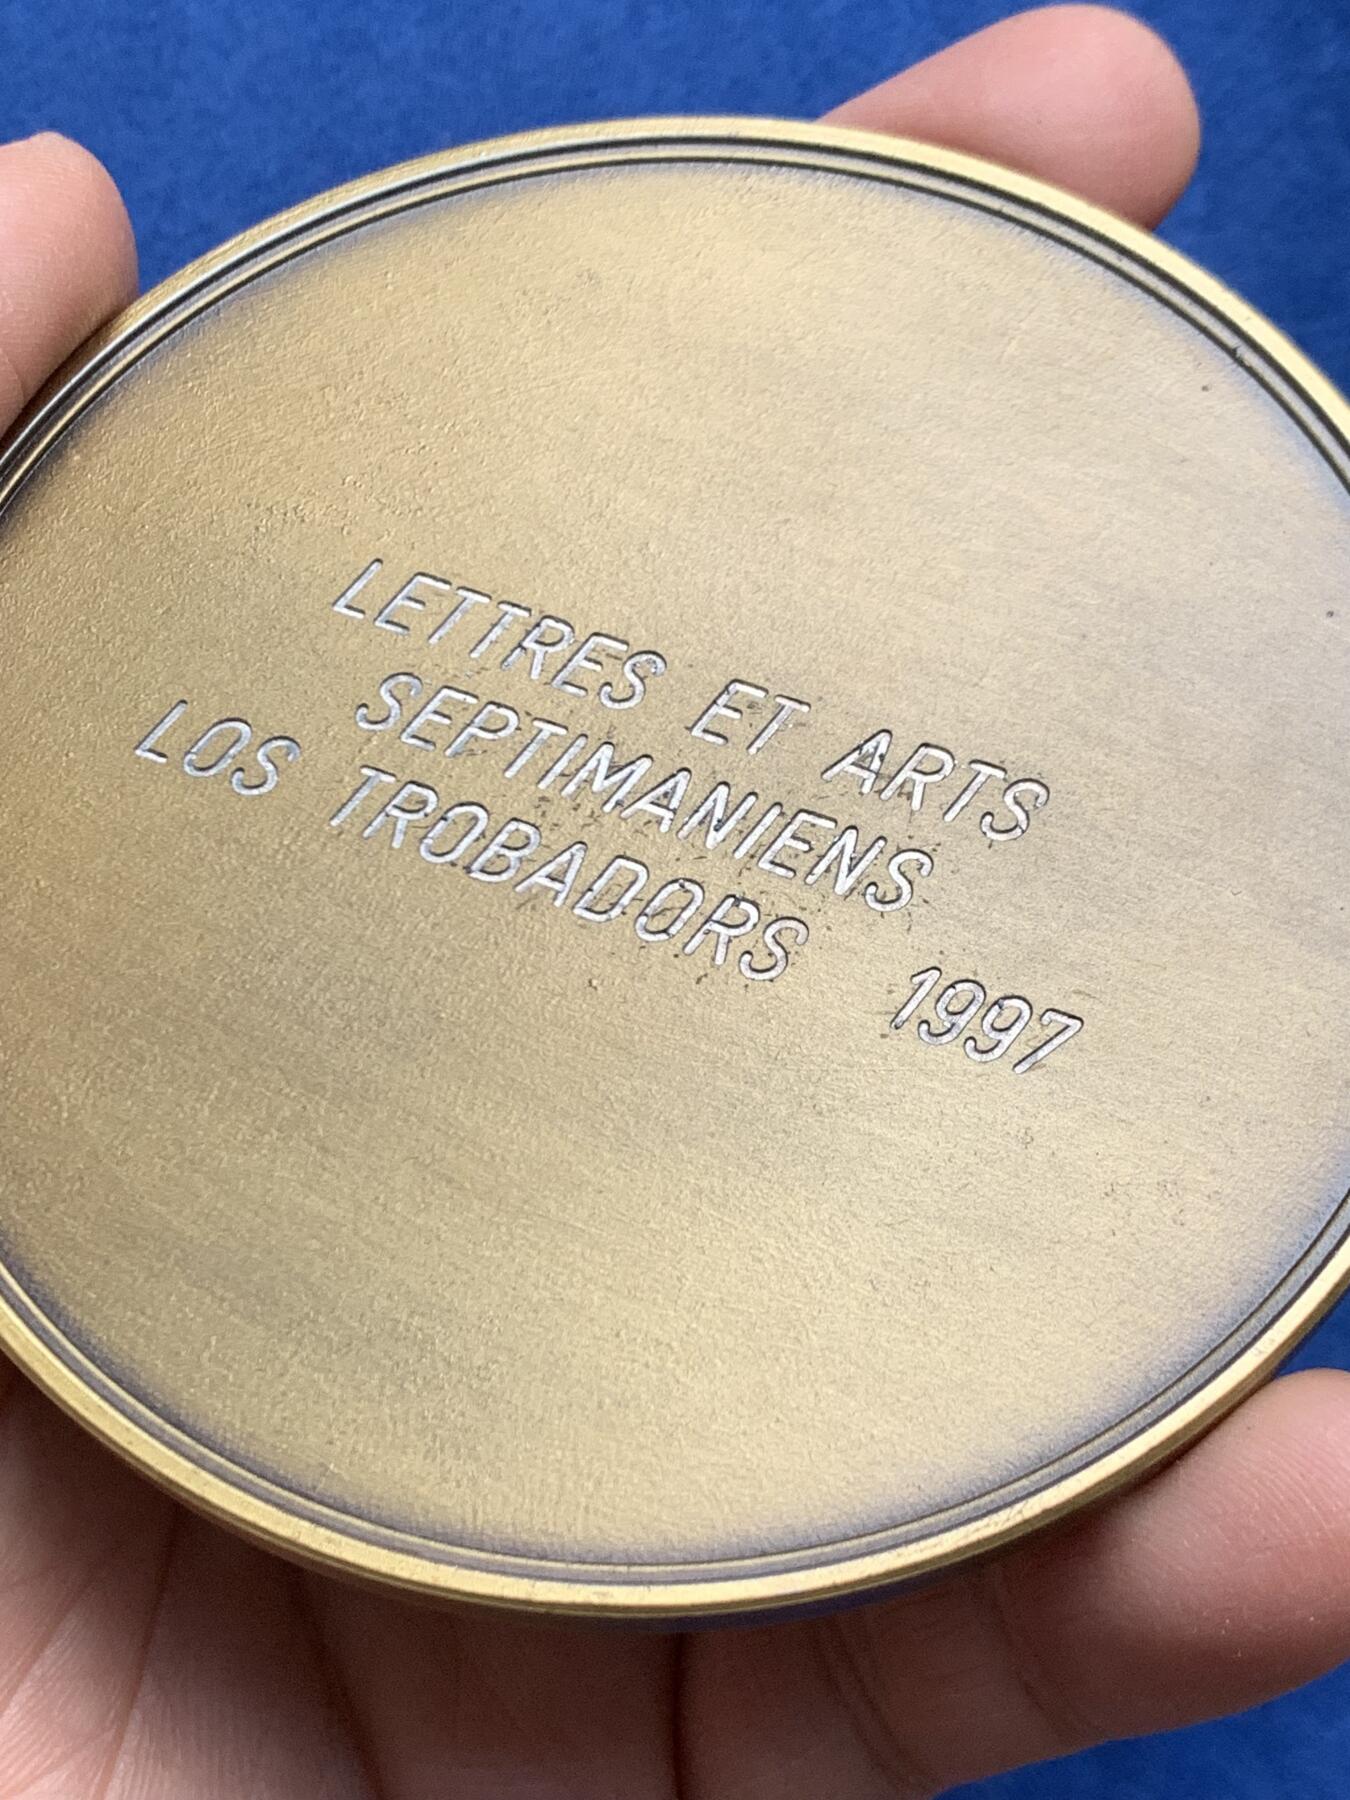 LETTRES ET ARTS
SEPTIMANIENS
LOS TROBADORS 1997